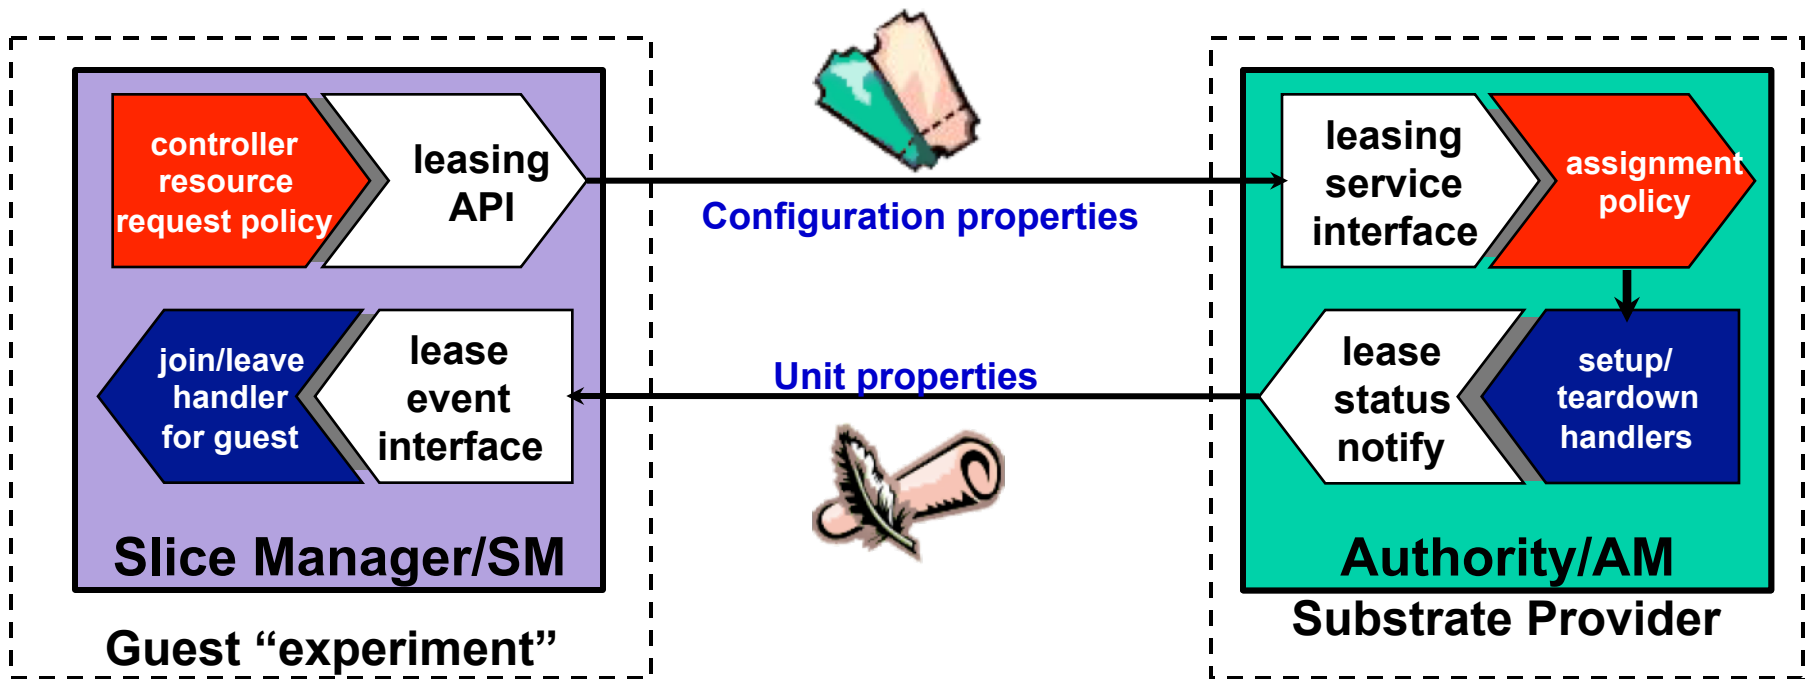 controller
resource
request policy
leasing
API
Configuration properties
leasing
service
interface
assignment
policy
join/leave
handler
for guest
lease
event
interface
Unit properties
lease
status
notify
setup/
teardown
handlers
Slice Manager/SM
Authority/AM
Guest “experiment”
Substrate Provider